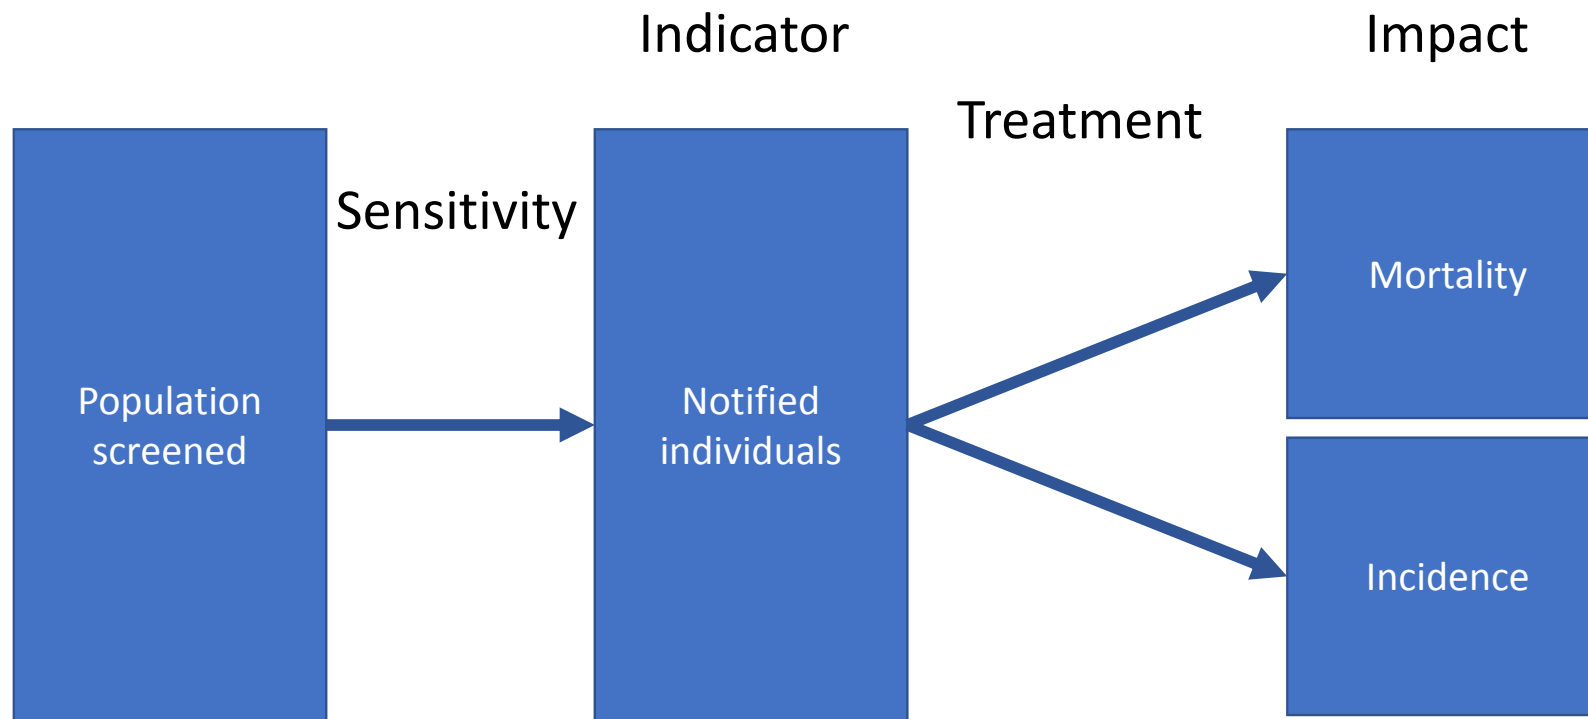 Indicator
Impact
Treatment
Sensitivity
Mortality
Population
screened
Notified
individuals
Incidence